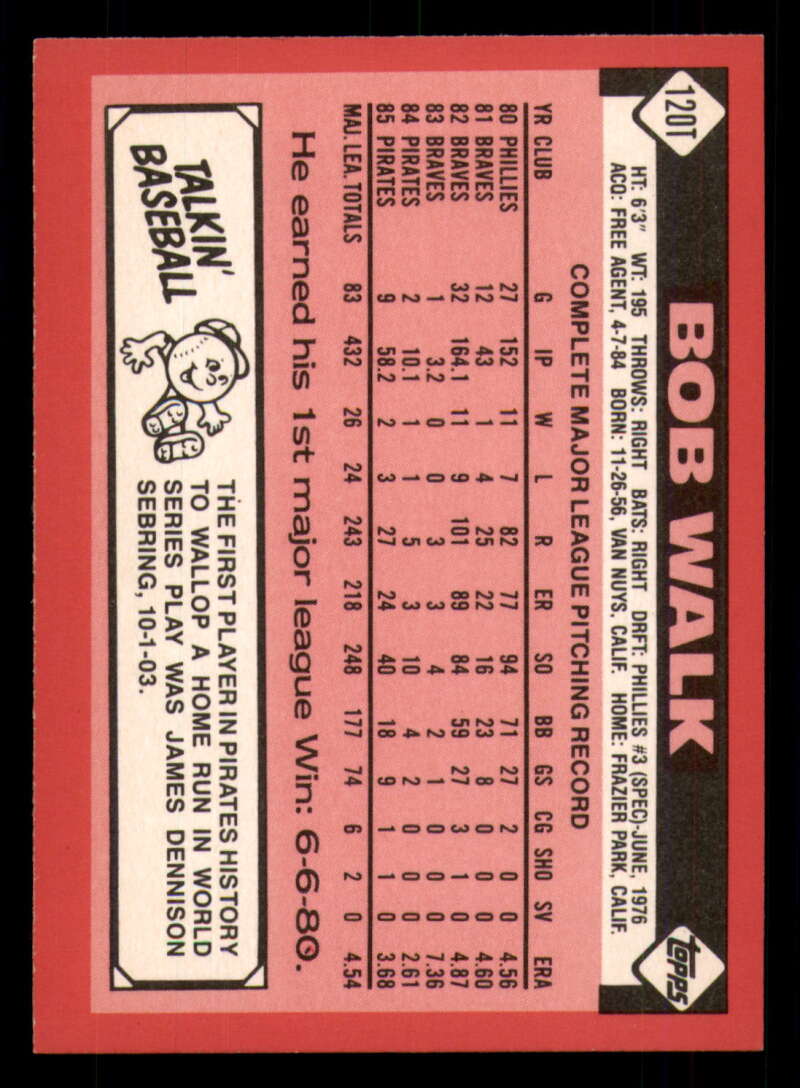 120T
BOB WALK
topps
HT: 6'3" WT: 195 THROWS: RIGHT BATS: RIGHT DRFT: PHILLIES #3 (SPEC)-JUNE, 1976
ACQ: FREE AGENT, 4-7-84 BORN: 11-26-56, VAN NUYS, CALIF. HOME: FRAZIER PARK, CALIF.
COMPLETE MAJOR LEAGUE PITCHING RECORD
YR CLUB G IP W L R ER SO BB GS CG SHO SV ERA
80 PHILLIES 27 152 11 7 82 77 94 71 27 2 0 0 4.56
81 BRAVES 12 43 1 4 25 22 16 23 8 0 0 0 4.60
82 BRAVES 32 164.1 11 9 101 89 84 59 27 3 1 0 4.87
83 BRAVES 1 3.2 0 0 3 3 4 2 1 0 0 0 7.36
84 PIRATES 2 10.1 1 1 5 3 10 4 2 0 0 0 2.61
85 PIRATES 9 58.2 2 3 27 24 40 18 9 1 1 0 3.68
MAJ. LEA. TOTALS 83 432 26 24 243 218 248 177 74 6 2 0 4.54
He earned his 1st major league Win: 6-6-80.
TALKIN'
BASEBALL
THE FIRST PLAYER IN PIRATES HISTORY
TO WALLOP A HOME RUN IN WORLD
SERIES PLAY WAS JAMES DENNISON
SEBRING, 10-1-03.